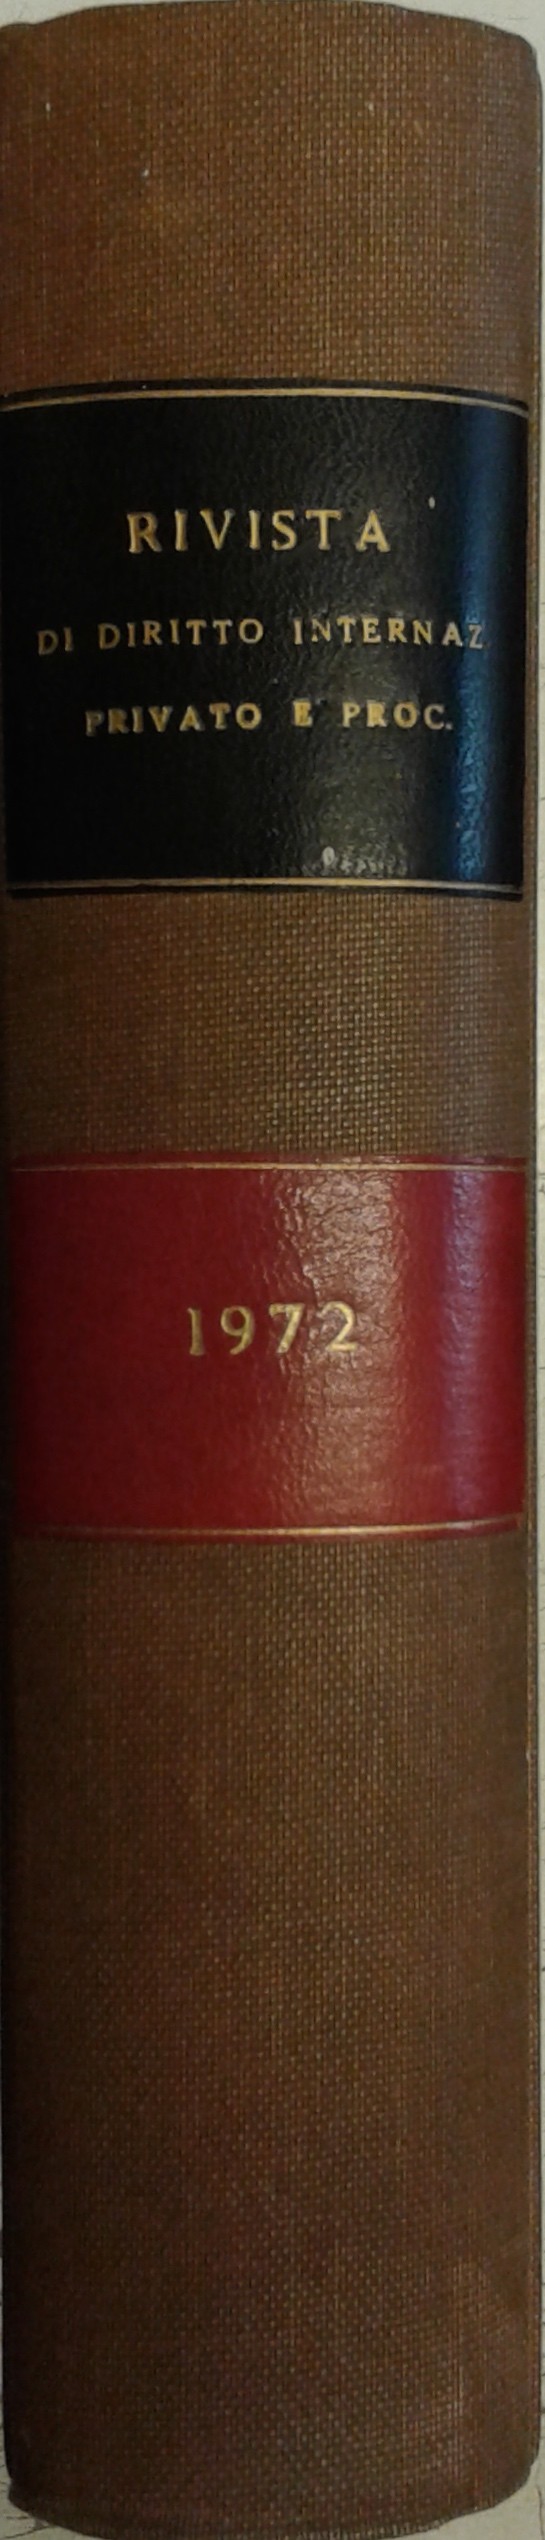 RIVISTA
DI DIRITTO INTERNAZ.
PRIVATO E PROC.
1972